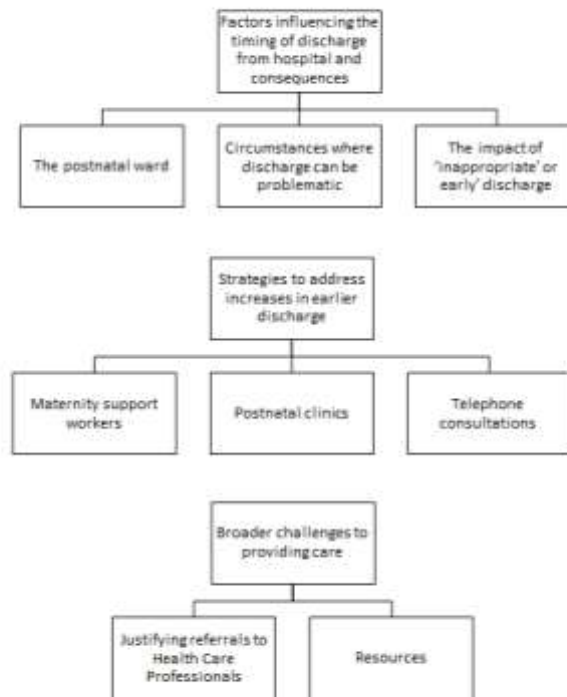 Factors influencing the
timing of discharge
from hospital and
consequences
The postnatal ward
Circumstances where
discharge can be
problematic
The impact of
'inappropriate' or
early' discharge
Strategies to address
increases in earlier
discharge
Maternity support
workers
Postnatal clinics
Telephone
consultations
Broader challenges to
providing care
Justifying referrals to
Health Care
Professionals
Resources